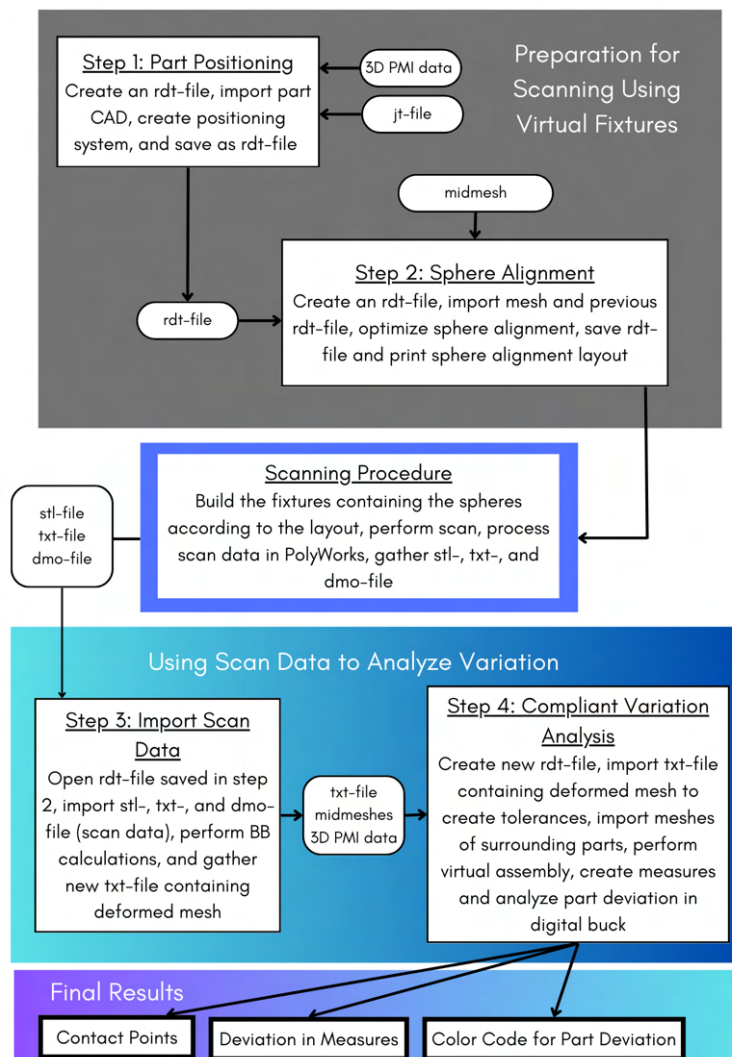 Preparation for
Scanning Using
Virtual Fixtures
Step 1: Part Positioning
Create an rdt-file, import part
CAD, create positioning
system, and save as rdt-file
3D PMI data
jt-file
midmesh
rdt-file
Step 2: Sphere Alignment
Create an rdt-file, import mesh and previous
rdt-file, optimize sphere alignment, save rdt-
file and print sphere alignment layout
Scanning Procedure
Build the fixtures containing the spheres
according to the layout, perform scan, process
scan data in PolyWorks, gather stl-, txt-, and
dmo-file
stl-file
txt-file
dmo-file
Using Scan Data to Analyze Variation
Step 3: Import Scan
Data
Open rdt-file saved in step
2, import stl-, txt-, and dmo-
file (scan data), perform BB
calculations, and gather
new txt-file containing
deformed mesh
txt-file
midmeshes
3D PMI data
Step 4: Compliant Variation
Analysis
Create new rdt-file, import txt-file
containing deformed mesh to
create tolerances, import meshes
of surrounding parts, perform
virtual assembly, create measures
and analyze part deviation in
digital buck
Final Results
Contact Points
Deviation in Measures
Color Code for Part Deviation